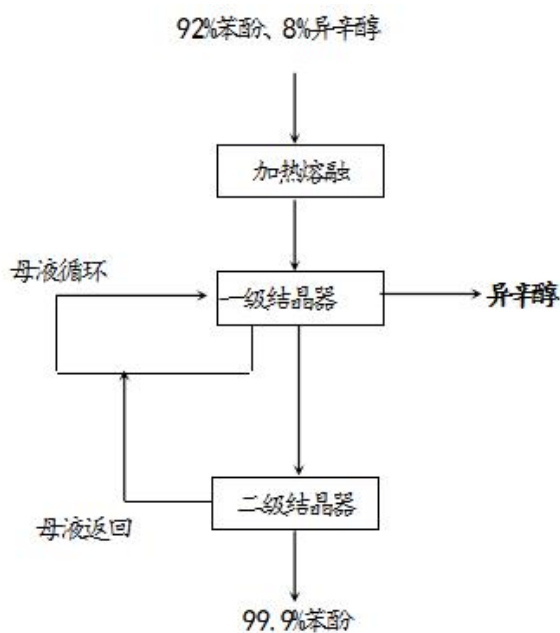 92%苯酚、8%异辛醇
加热熔融
母液循环
一级结晶器
异辛醇
二级结晶器
母液返回
99.9%苯酚